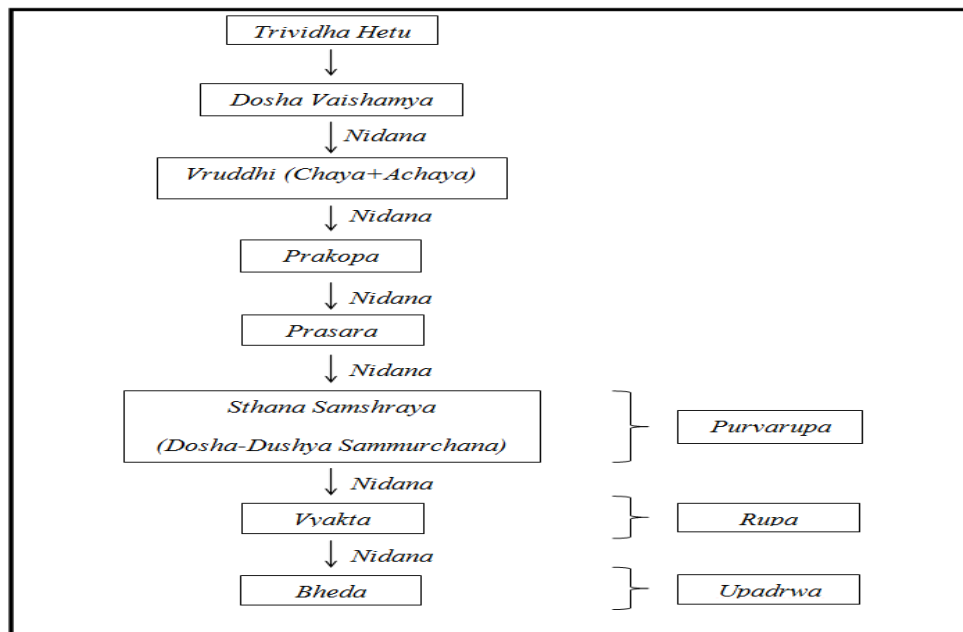 Trividha Hetu
Dosha Vaishamya
Nidana
Vruddhi (Chaya+Achaya)
Nidana
Prakopa
Nidana
Prasara
Nidana
Sthana Samshraya
(Dosha-Dushya Sammurchana)
Purvarupa
Nidana
Vyakta
Rupa
Nidana
Bheda
Upadrwa